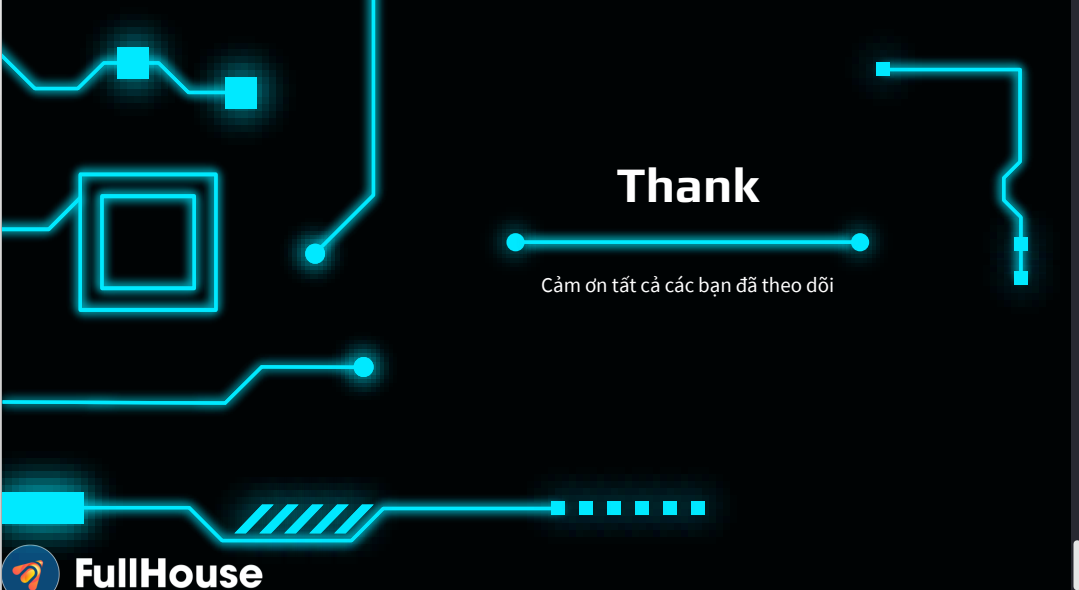 Thank
Cảm ơn tất cả các bạn đã theo dõi
FullHouse